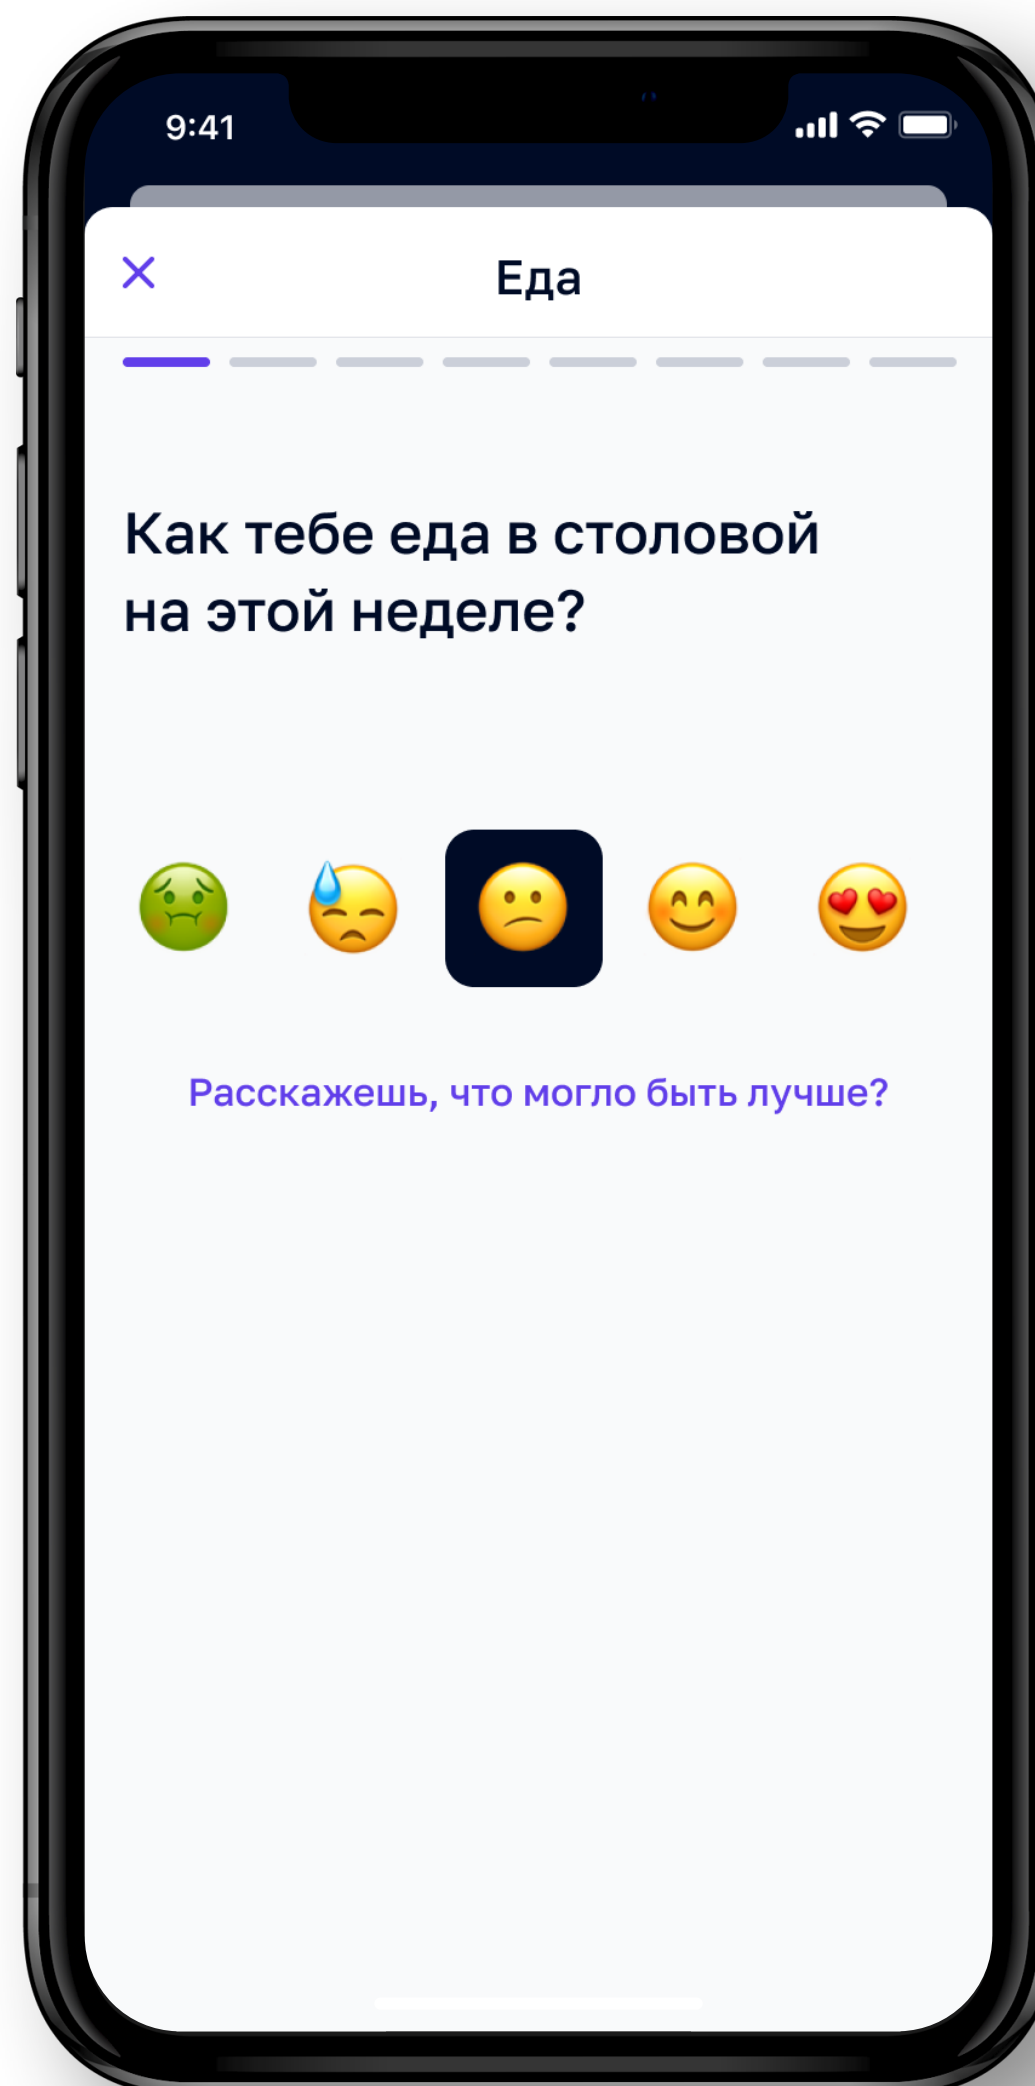 9:41
Еда
Как тебе еда в столовой
на этой неделе?
Расскажешь, что могло быть лучше?